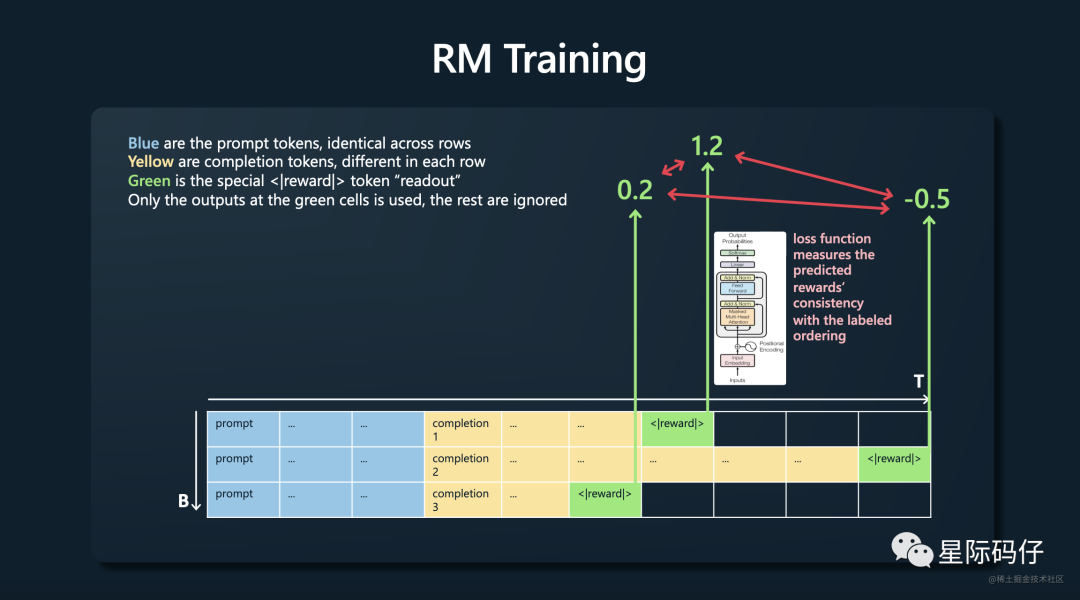 RM Training
Blue are the prompt tokens, identical across rows
Yellow are completion tokens, different in each row
Green is the special <|reward|> token “readout”
Only the outputs at the green cells is used, the rest are ignored
1.2
0.2
-0.5
Output
Probabilities
Softmax
Linear
Add & Norm
Feed
Forward
Add & Norm
Masked
Multi-Head
Attention
Positional
Encoding
Input
Embedding
Inputs
loss function
measures the
predicted
rewards’
consistency
with the labeled
ordering
T
B
prompt ... ... completion 1 ... ... <|reward|>
prompt ... ... completion 2 ... ... ... ... ... <|reward|>
prompt ... ... completion 3 ... <|reward|>
星际码仔
@稀土掘金技术社区